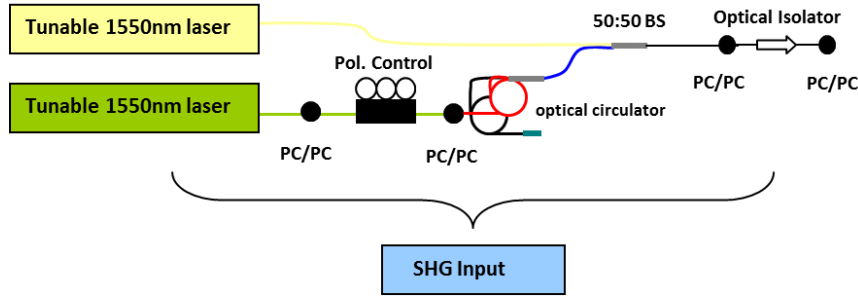 Tunable 1550nm laser
50:50 BS
Optical Isolator
Pol. Control
PC/PC
PC/PC
Tunable 1550nm laser
optical circulator
PC/PC
PC/PC
SHG Input